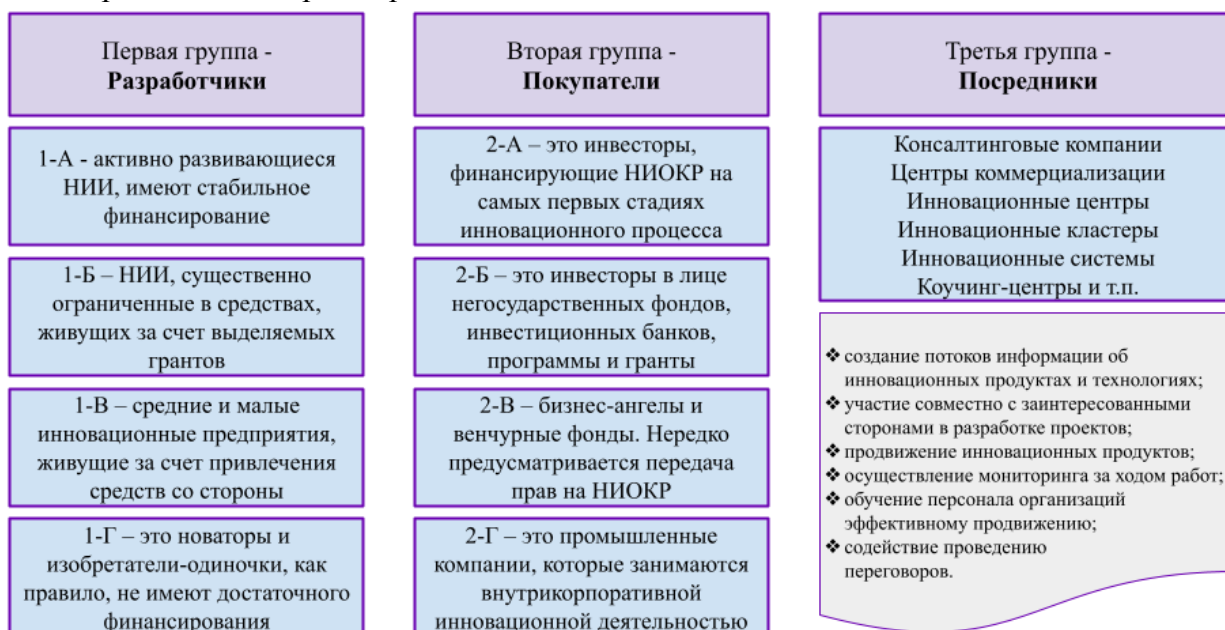 Первая группа -
Разработчики
1-А - активно развивающиеся
НИИ, имеют стабильное
финансирование
1-Б – НИИ, существенно
ограниченные в средствах,
живущих за счет выделяемых
грантов
1-В – средние и малые
инновационные предприятия,
живущие за счет привлечения
средств со стороны
1-Г – это новаторы и
изобретатели-одиночки, как
правило, не имеют достаточного
финансирования
Вторая группа -
Покупатели
2-А – это инвесторы,
финансирующие НИОКР на
самых первых стадиях
инновационного процесса
2-Б – это инвесторы в лице
негосударственных фондов,
инвестиционных банков,
программы и гранты
2-В – бизнес-ангелы и
венчурные фонды. Нередко
предусматривается передача
прав на НИОКР
2-Г – это промышленные
компании, которые занимаются
внутрикорпоративной
инновационной деятельностью
Третья группа -
Посредники
Консалтинговые компании
Центры коммерциализации
Инновационные центры
Инновационные кластеры
Инновационные системы
Коучинг-центры и т.п.
❖ создание потоков информации об
инновационных продуктах и технологиях;
❖ участие совместно с заинтересованными
сторонами в разработке проектов;
❖ продвижение инновационных продуктов;
❖ осуществление мониторинга за ходом работ;
❖ обучение персонала организаций
эффективному продвижению;
❖ содействие проведению
переговоров.